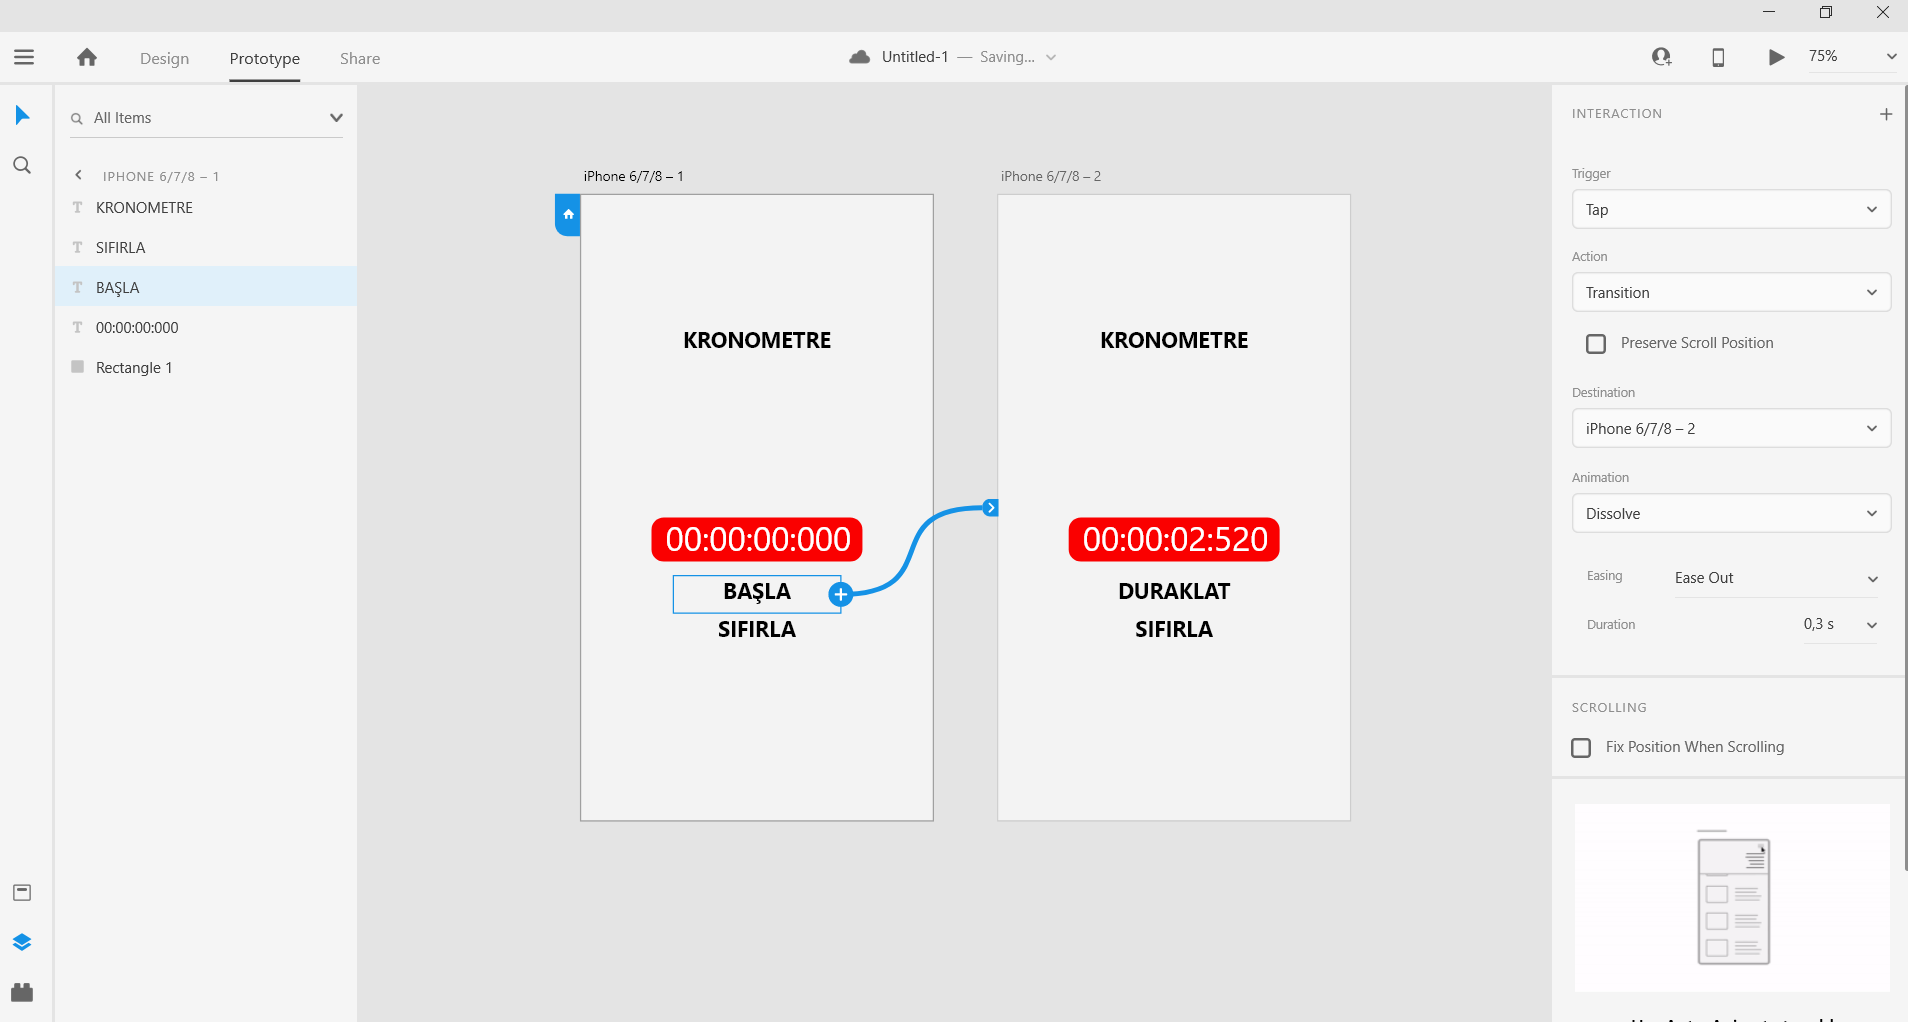 Design
Prototype
Share
Untitled-1 — Saving...
75%
All Items
IPHONE 6/7/8 – 1
KRONOMETRE
SIFIRLA
BAŞLA
00:00:00:000
Rectangle 1
iPhone 6/7/8 – 1
KRONOMETRE
00:00:00:000
BAŞLA
SIFIRLA
iPhone 6/7/8 – 2
KRONOMETRE
00:00:02:520
DURAKLAT
SIFIRLA
INTERACTION
Trigger
Tap
Action
Transition
Preserve Scroll Position
Destination
iPhone 6/7/8 – 2
Animation
Dissolve
Easing Ease Out
Duration 0,3 s
SCROLLING
Fix Position When Scrolling